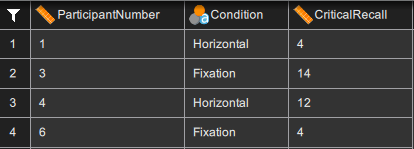 ParticipantNumber Condition CriticalRecall
1 1 Horizontal 4
2 3 Fixation 14
3 4 Horizontal 12
4 6 Fixation 4